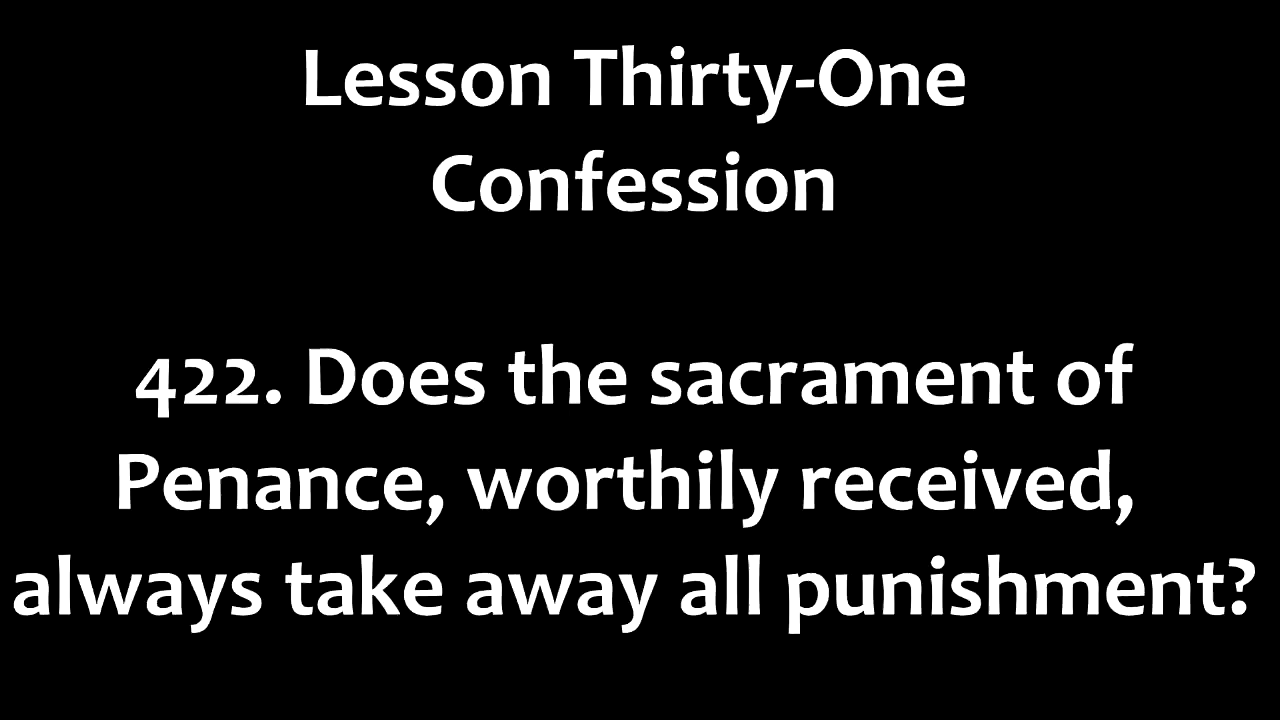 Lesson Thirty-One
Confession
422. Does the sacrament of
Penance, worthily received,
always take away all punishment?